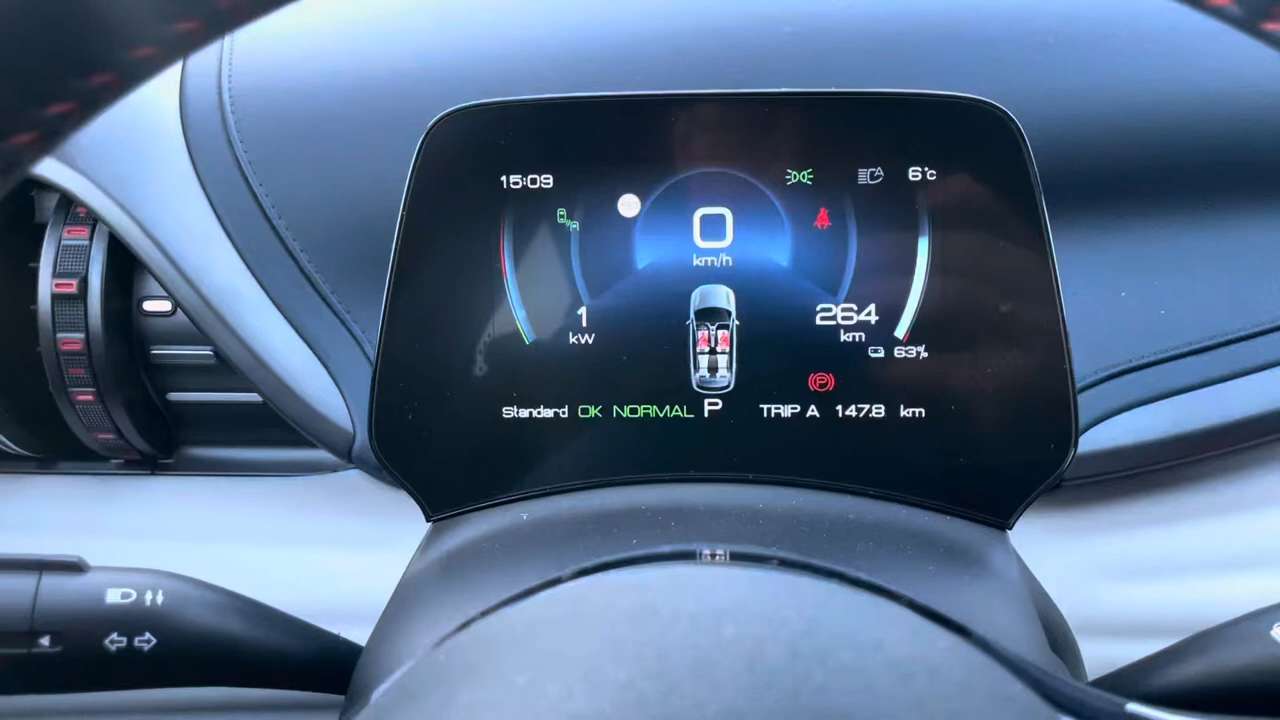 15:09
6°c
0
km/h
1
kW
264
km
63%
P
Standard OK NORMAL P TRIP A 147.8 km